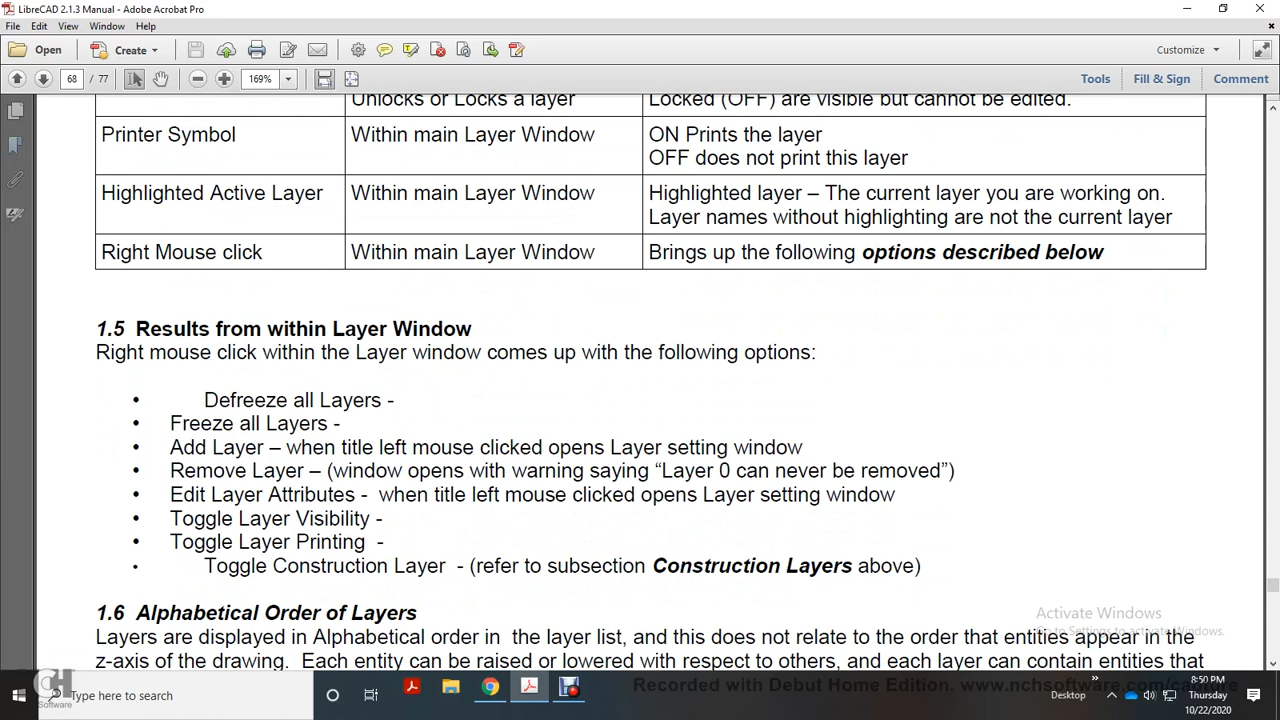 LibreCAD 2.1.3 Manual - Adobe Acrobat Pro
File Edit View Window Help
Open Create Customize
68 / 77 169% Tools Fill & Sign Comment
Unlocks or Locks a layer Locked (OFF) are visible but cannot be edited.
Printer Symbol Within main Layer Window ON Prints the layer
OFF does not print this layer
Highlighted Active Layer Within main Layer Window Highlighted layer – The current layer you are working on.
Layer names without highlighting are not the current layer
Right Mouse click Within main Layer Window Brings up the following options described below
1.5 Results from within Layer Window
Right mouse click within the Layer window comes up with the following options:
• Defreeze all Layers -
• Freeze all Layers -
• Add Layer – when title left mouse clicked opens Layer setting window
• Remove Layer – (window opens with warning saying “Layer 0 can never be removed”)
• Edit Layer Attributes - when title left mouse clicked opens Layer setting window
• Toggle Layer Visibility -
• Toggle Layer Printing -
• Toggle Construction Layer - (refer to subsection Construction Layers above)
1.6 Alphabetical Order of Layers
Layers are displayed in Alphabetical order in the layer list, and this does not relate to the order that entities appear in the
z-axis of the drawing. Each entity can be raised or lowered with respect to others, and each layer can contain entities that
Activate Windows
Go to Settings to activate Windows.
Type here to search
Software
Recorded with Debut Home Edition. www.nchsoftware.com/capture
Desktop
8:50 PM
Thursday
10/22/2020